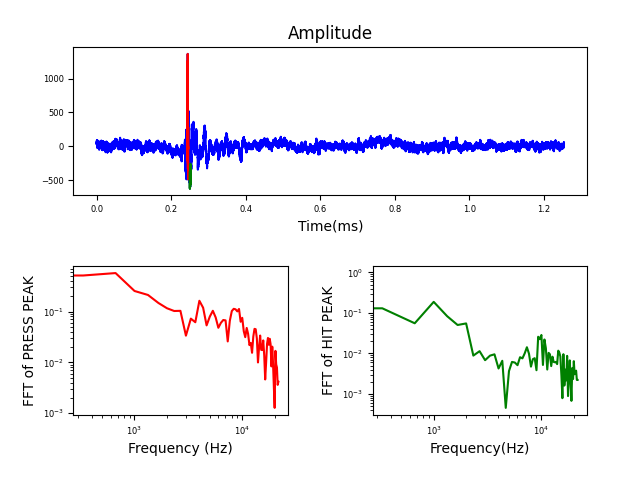 Amplitude
1000
500
0
−500
0.0 0.2 0.4 0.6 0.8 1.0 1.2
Time(ms)
FFT of PRESS PEAK
10⁻¹
10⁻²
10⁻³
10³ 10⁴
Frequency (Hz)
FFT of HIT PEAK
10⁰
10⁻¹
10⁻²
10⁻³
10³ 10⁴
Frequency(Hz)